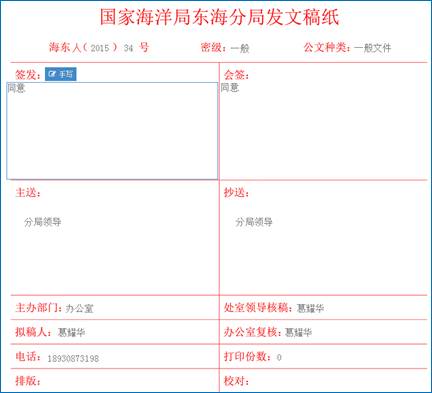 国家海洋局东海分局发文稿纸
海东人（2015）34 号 密级：一般 公文种类：一般文件
签发： 手写 会签：
同意 同意
主送： 抄送：
分局领导 分局领导
主办部门：办公室 处室领导核稿：葛耀华
拟稿人：葛耀华 办公室复核：葛耀华
电话：18930873198 打印份数：0
排版： 校对：